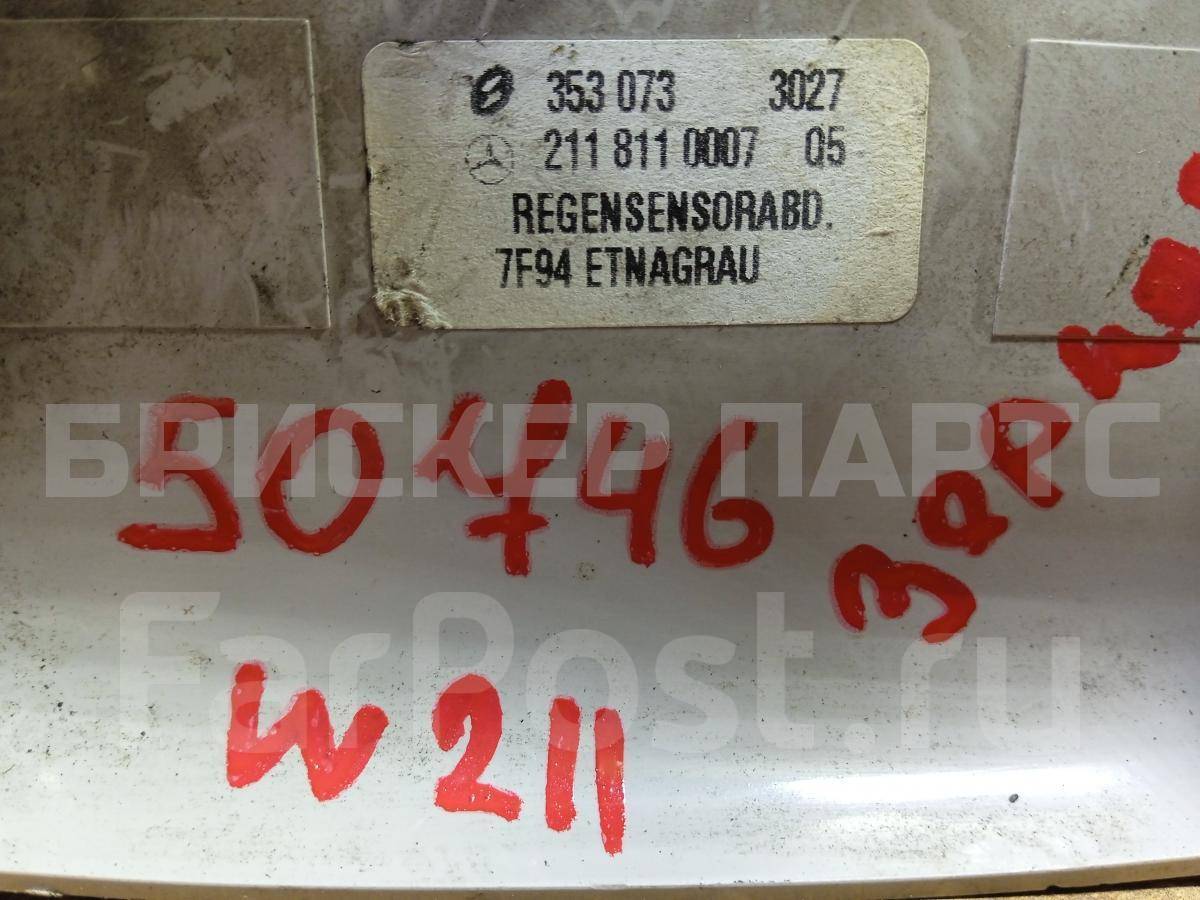 353 073 3027
211 811 0007 05
REGENSENSORABD.
7F94 ETNAGRAU
БРИСКЕР ПАРТС
50746
FarPost.ru
W211